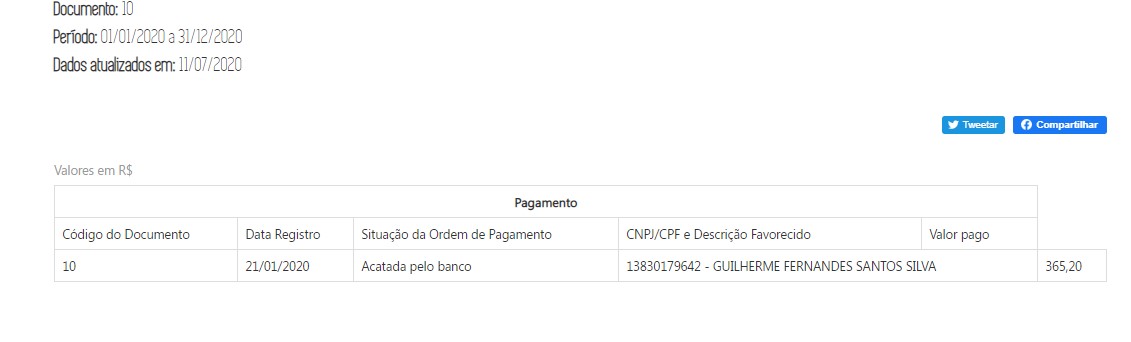 Documento: 10
Período: 01/01/2020 a 31/12/2020
Dados atualizados em: 11/07/2020
Tweetar Compartilhar
Valores em R$
Pagamento
Código do Documento Data Registro Situação da Ordem de Pagamento CNPJ/CPF e Descrição Favorecido Valor pago
10 21/01/2020 Acatada pelo banco 13830179642 - GUILHERME FERNANDES SANTOS SILVA 365,20